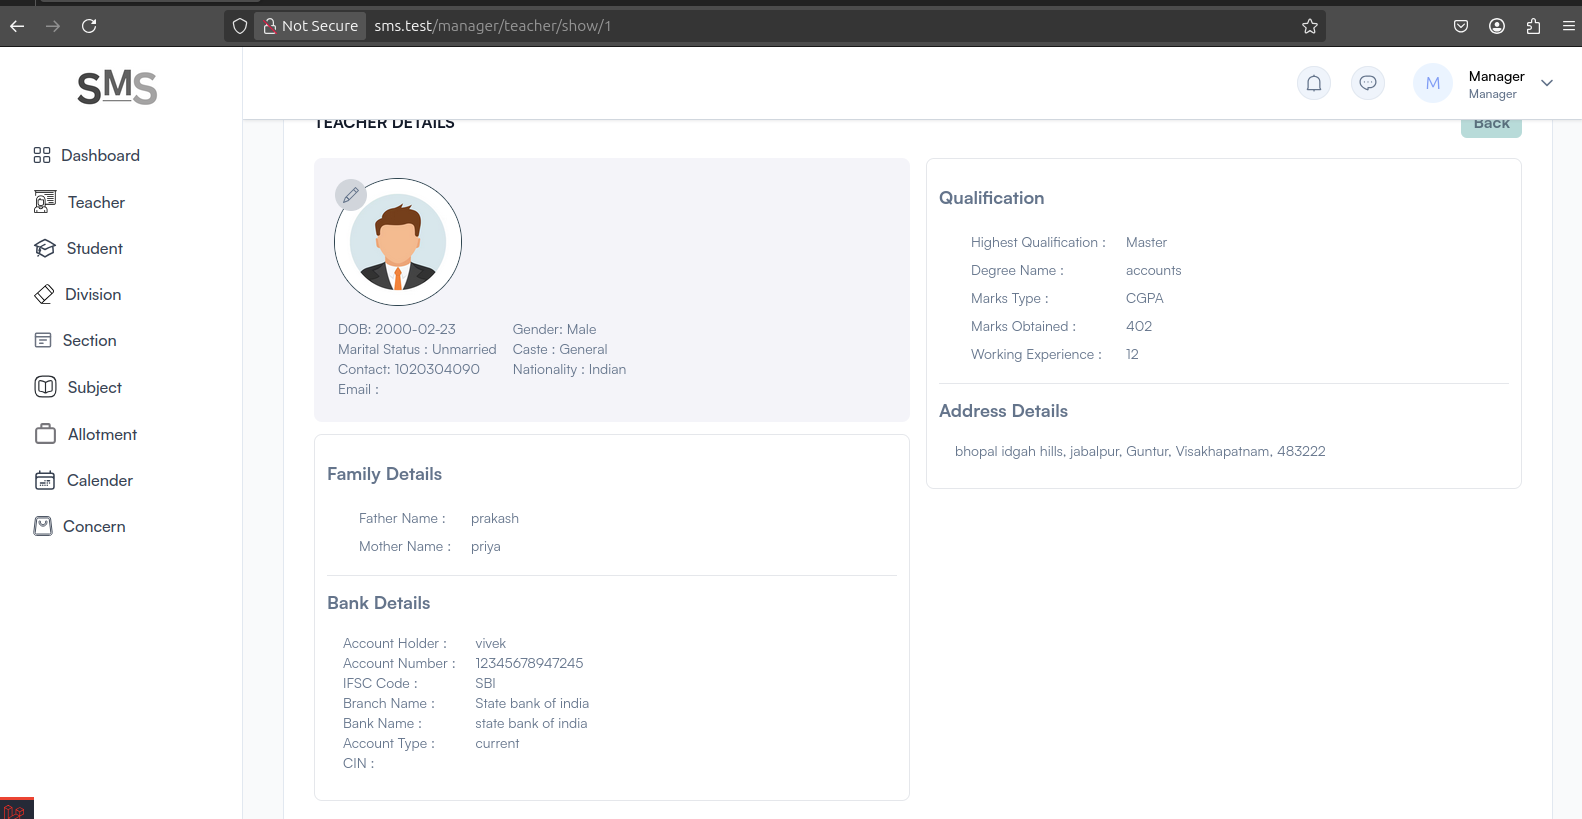 Not Secure sms.test/manager/teacher/show/1
SMS
M
Manager
Manager
Dashboard
Teacher
Student
Division
Section
Subject
Allotment
Calender
Concern
TEACHER DETAILS
Back
DOB: 2000-02-23 Gender: Male
Marital Status : Unmarried Caste : General
Contact: 1020304090 Nationality : Indian
Email :
Family Details
Father Name : prakash
Mother Name : priya
Bank Details
Account Holder : vivek
Account Number : 12345678947245
IFSC Code : SBI
Branch Name : State bank of india
Bank Name : state bank of india
Account Type : current
CIN :
Qualification
Highest Qualification : Master
Degree Name : accounts
Marks Type : CGPA
Marks Obtained : 402
Working Experience : 12
Address Details
bhopal idgah hills, jabalpur, Guntur, Visakhapatnam, 483222